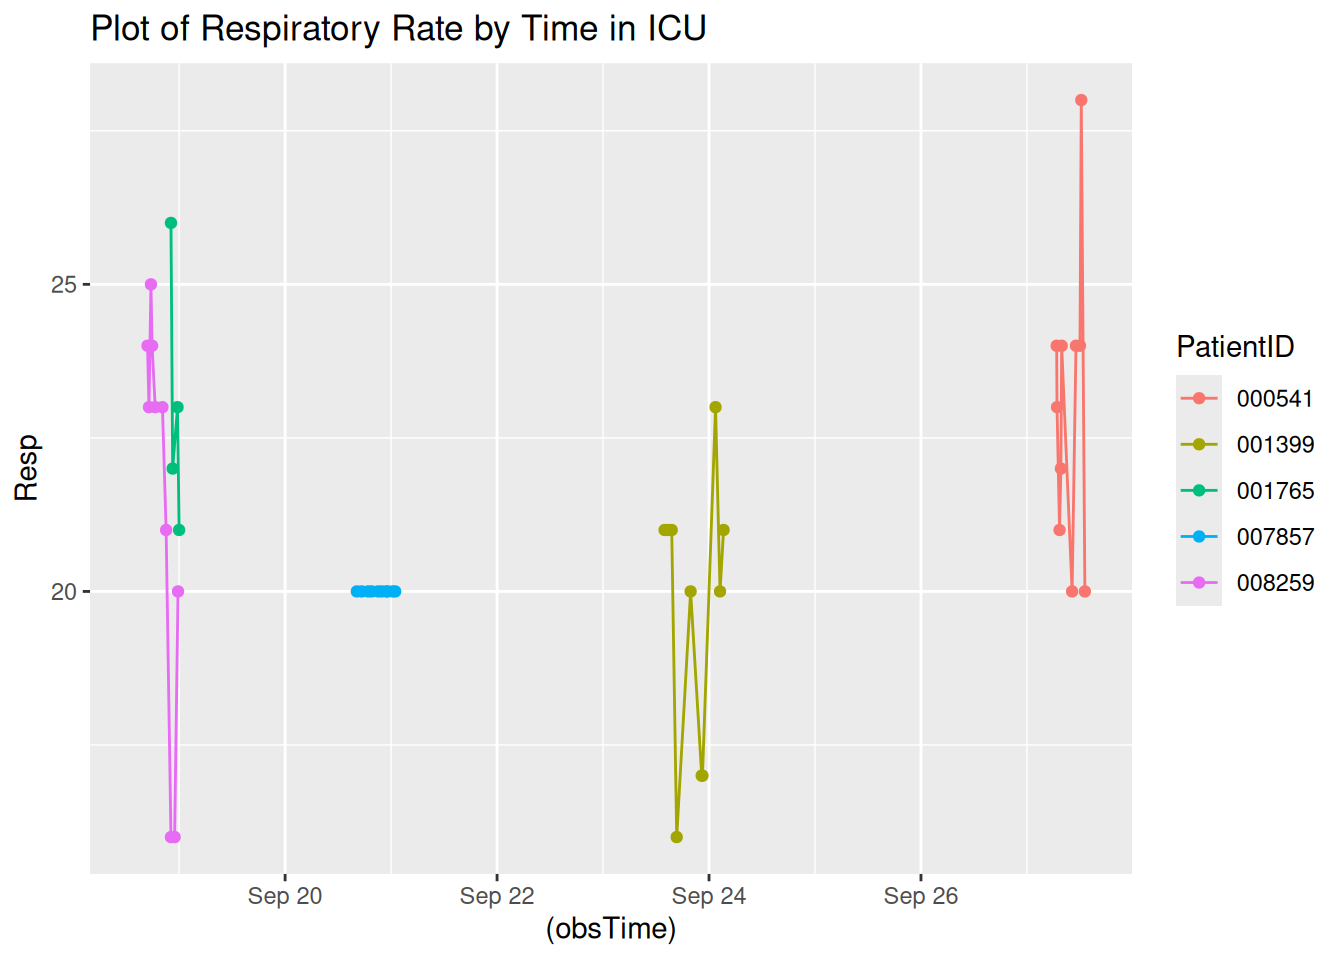 Plot of Respiratory Rate by Time in ICU
Resp
25
20
Sep 20
Sep 22
Sep 24
Sep 26
(obsTime)
PatientID
000541
001399
001765
007857
008259